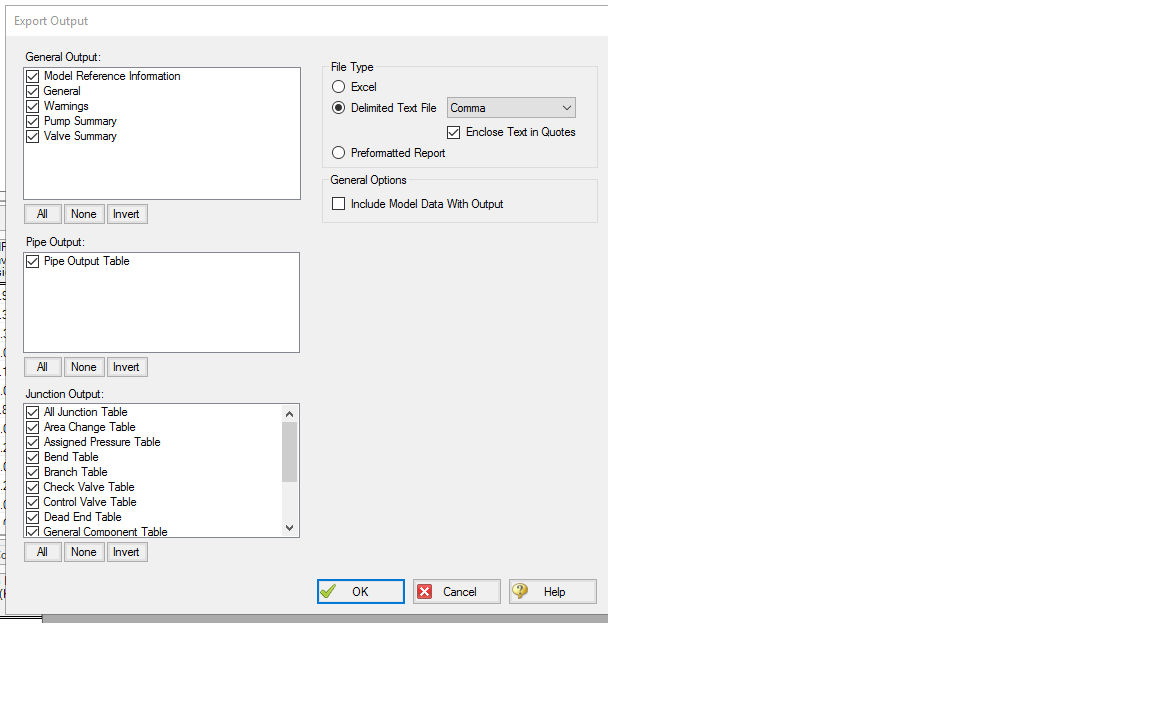 Export Output
General Output:
Model Reference Information
General
Warnings
Pump Summary
Valve Summary
All None Invert
Pipe Output:
Pipe Output Table
All None Invert
Junction Output:
All Junction Table
Area Change Table
Assigned Pressure Table
Bend Table
Branch Table
Check Valve Table
Control Valve Table
Dead End Table
General Component Table
All None Invert
File Type
Excel
Delimited Text File Comma
Enclose Text in Quotes
Preformatted Report
General Options
Include Model Data With Output
OK Cancel Help